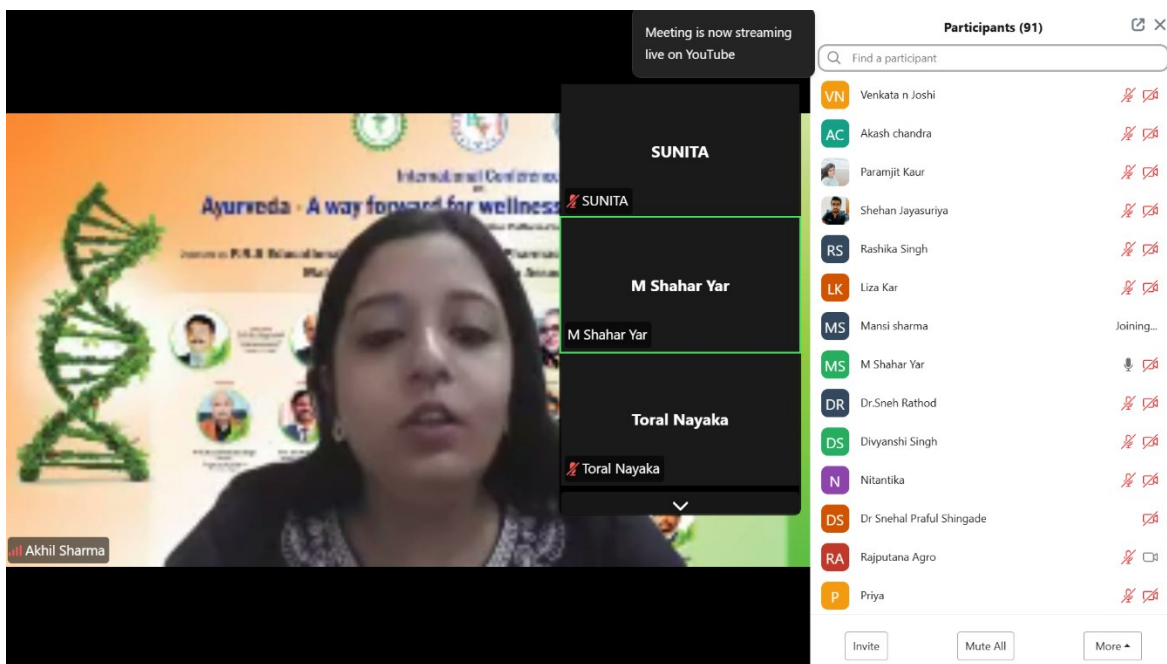 Meeting is now streaming
live on YouTube
International Conference
on
Ayurveda - A way forward for wellness
SUNITA
SUNITA
M Shahar Yar
M Shahar Yar
Toral Nayaka
Toral Nayaka
Akhil Sharma
Participants (91)
Find a participant
VN Venkata n Joshi
AC Akash chandra
Paramjit Kaur
Shehan Jayasuriya
RS Rashika Singh
LK Liza Kar
MS Mansi sharma Joining...
MS M Shahar Yar
DR Dr.Sneh Rathod
DS Divyanshi Singh
N Nitantika
DS Dr Snehal Praful Shingade
RA Rajputana Agro
P Priya
Invite Mute All More